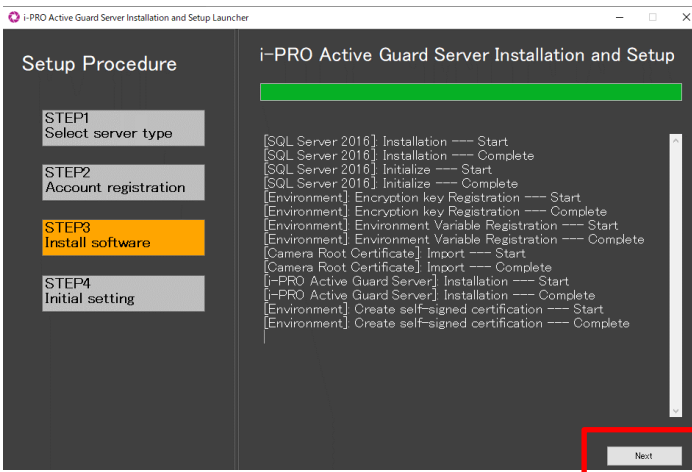 i-PRO Active Guard Server Installation and Setup Launcher
Setup Procedure
STEP1
Select server type
STEP2
Account registration
STEP3
Install software
STEP4
Initial setting
i-PRO Active Guard Server Installation and Setup
[SQL Server 2016]: Installation --- Start
[SQL Server 2016]: Installation --- Complete
[SQL Server 2016]: Initialize --- Start
[SQL Server 2016]: Initialize --- Complete
[Environment]: Encryption key Registration --- Start
[Environment]: Encryption key Registration --- Complete
[Environment]: Environment Variable Registration --- Start
[Environment]: Environment Variable Registration --- Complete
[Camera Root Certificate]: Import --- Start
[Camera Root Certificate]: Import --- Complete
[i-PRO Active Guard Server]: Installation --- Start
[i-PRO Active Guard Server]: Installation --- Complete
[Environment]: Create self-signed certification --- Start
[Environment]: Create self-signed certification --- Complete
Next